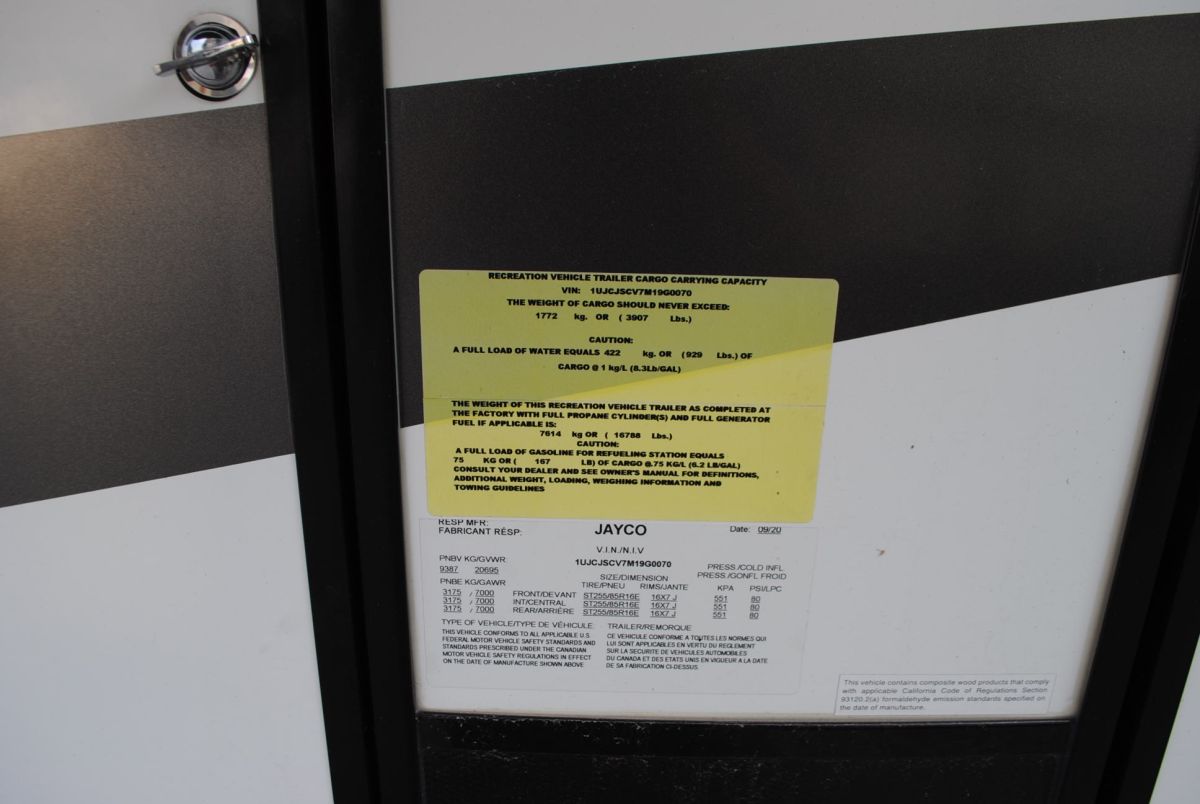 RECREATION VEHICLE TRAILER CARGO CARRYING CAPACITY
VIN: 1UJCJSCV7M19G0070
THE WEIGHT OF CARGO SHOULD NEVER EXCEED:
1772 kg. OR ( 3907 Lbs.)
CAUTION:
A FULL LOAD OF WATER EQUALS 422 kg. OR (929 Lbs.) OF
CARGO @ 1 kg/L (8.3Lb/GAL)
THE WEIGHT OF THIS RECREATION VEHICLE TRAILER AS COMPLETED AT
THE FACTORY WITH FULL PROPANE CYLINDER(S) AND FULL GENERATOR
FUEL IF APPLICABLE IS:
7614 kg OR ( 16788 Lbs.)
CAUTION:
A FULL LOAD OF GASOLINE FOR REFUELING STATION EQUALS
75 KG OR ( 167 LB) OF CARGO @.75 KG/L (6.2 LB/GAL)
CONSULT YOUR DEALER AND SEE OWNER'S MANUAL FOR DEFINITIONS,
ADDITIONAL WEIGHT, LOADING, WEIGHING INFORMATION AND
TOWING GUIDELINES
RESP MFR:
FABRICANT RÉSP: JAYCO Date: 09/20
V.I.N./N.I.V
1UJCJSCV7M19G0070
PNBV KG/GVWR
9387 20695
SIZE/DIMENSION PRESS./COLD INFL
TIRE/PNEU RIMS/JANTE PRESS./GONFL FROID
PNBE KG/GAWR KPA PSI/LPC
3175 / 7000 FRONT/DEVANT ST255/85R16E 16X7 J 551 80
3175 / 7000 INT/CENTRAL ST255/85R16E 16X7 J 551 80
3175 / 7000 REAR/ARRIÈRE ST255/85R16E 16X7 J 551 80
TYPE OF VEHICLE/TYPE DE VÉHICULE: TRAILER/REMORQUE
THIS VEHICLE CONFORMS TO ALL APPLICABLE U.S.
FEDERAL MOTOR VEHICLE SAFETY STANDARDS AND
STANDARDS PRESCRIBED UNDER THE CANADIAN
MOTOR VEHICLE SAFETY REGULATIONS IN EFFECT
ON THE DATE OF MANUFACTURE SHOWN ABOVE
CE VEHICULE CONFORME A TOUTES LES NORMES QUI
LUI SONT APPLICABLES EN VERTU DU REGLEMENT
SUR LA SECURITE DE VEHICULES AUTOMOBILES
DU CANADA ET DES ETATS UNIS EN VIGUEUR A LA DATE
DE SA FABRICATION CI-DESSUS.
This vehicle contains composite wood products that comply
with applicable California Code of Regulations Section
93120.2(a) formaldehyde emission standards specified on
the date of manufacture.